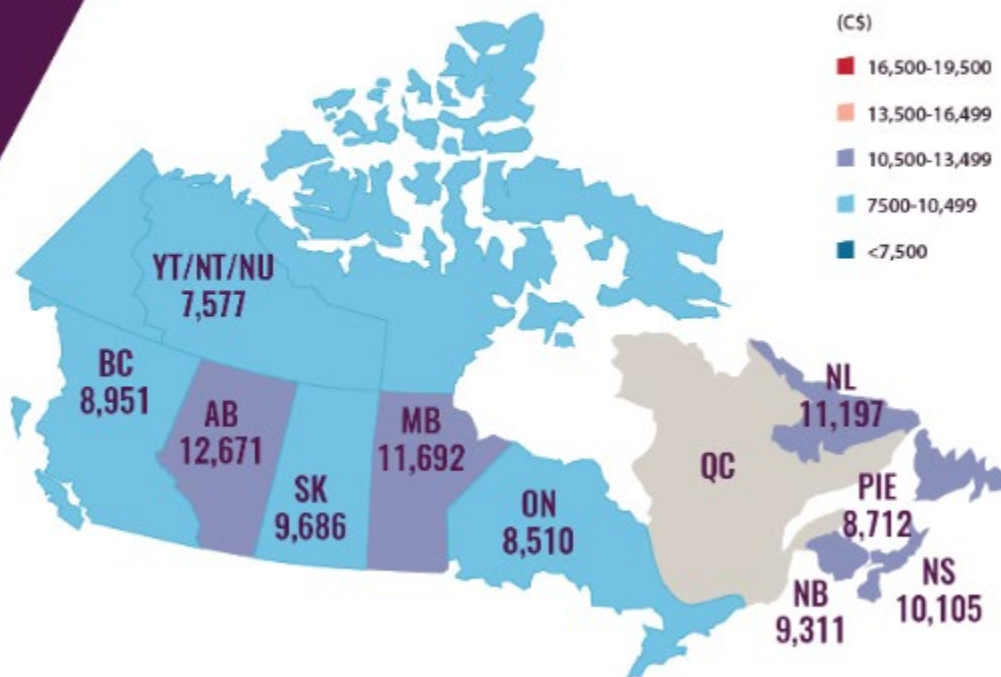 (C$)
16,500-19,500
13,500-16,499
10,500-13,499
7500-10,499
<7,500
YT/NT/NU
7,577
BC
8,951
AB
12,671
SK
9,686
MB
11,692
ON
8,510
QC
NL
11,197
PIE
8,712
NB
9,311
NS
10,105